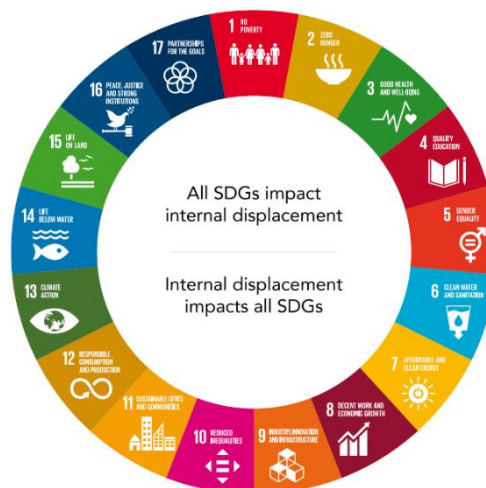 1 NO
POVERTY
2 ZERO
HUNGER
3 GOOD HEALTH
AND WELL-BEING
4 QUALITY
EDUCATION
5 GENDER
EQUALITY
6 CLEAN WATER
AND SANITATION
7 AFFORDABLE AND
CLEAN ENERGY
8 DECENT WORK AND
ECONOMIC GROWTH
9 INDUSTRY, INNOVATION
AND INFRASTRUCTURE
10 REDUCED
INEQUALITIES
11 SUSTAINABLE CITIES
AND COMMUNITIES
12 RESPONSIBLE
CONSUMPTION
AND PRODUCTION
13 CLIMATE
ACTION
14 LIFE
BELOW WATER
15 LIFE
ON LAND
16 PEACE, JUSTICE
AND STRONG
INSTITUTIONS
17 PARTNERSHIPS
FOR THE GOALS
All SDGs impact
internal displacement
Internal displacement
impacts all SDGs